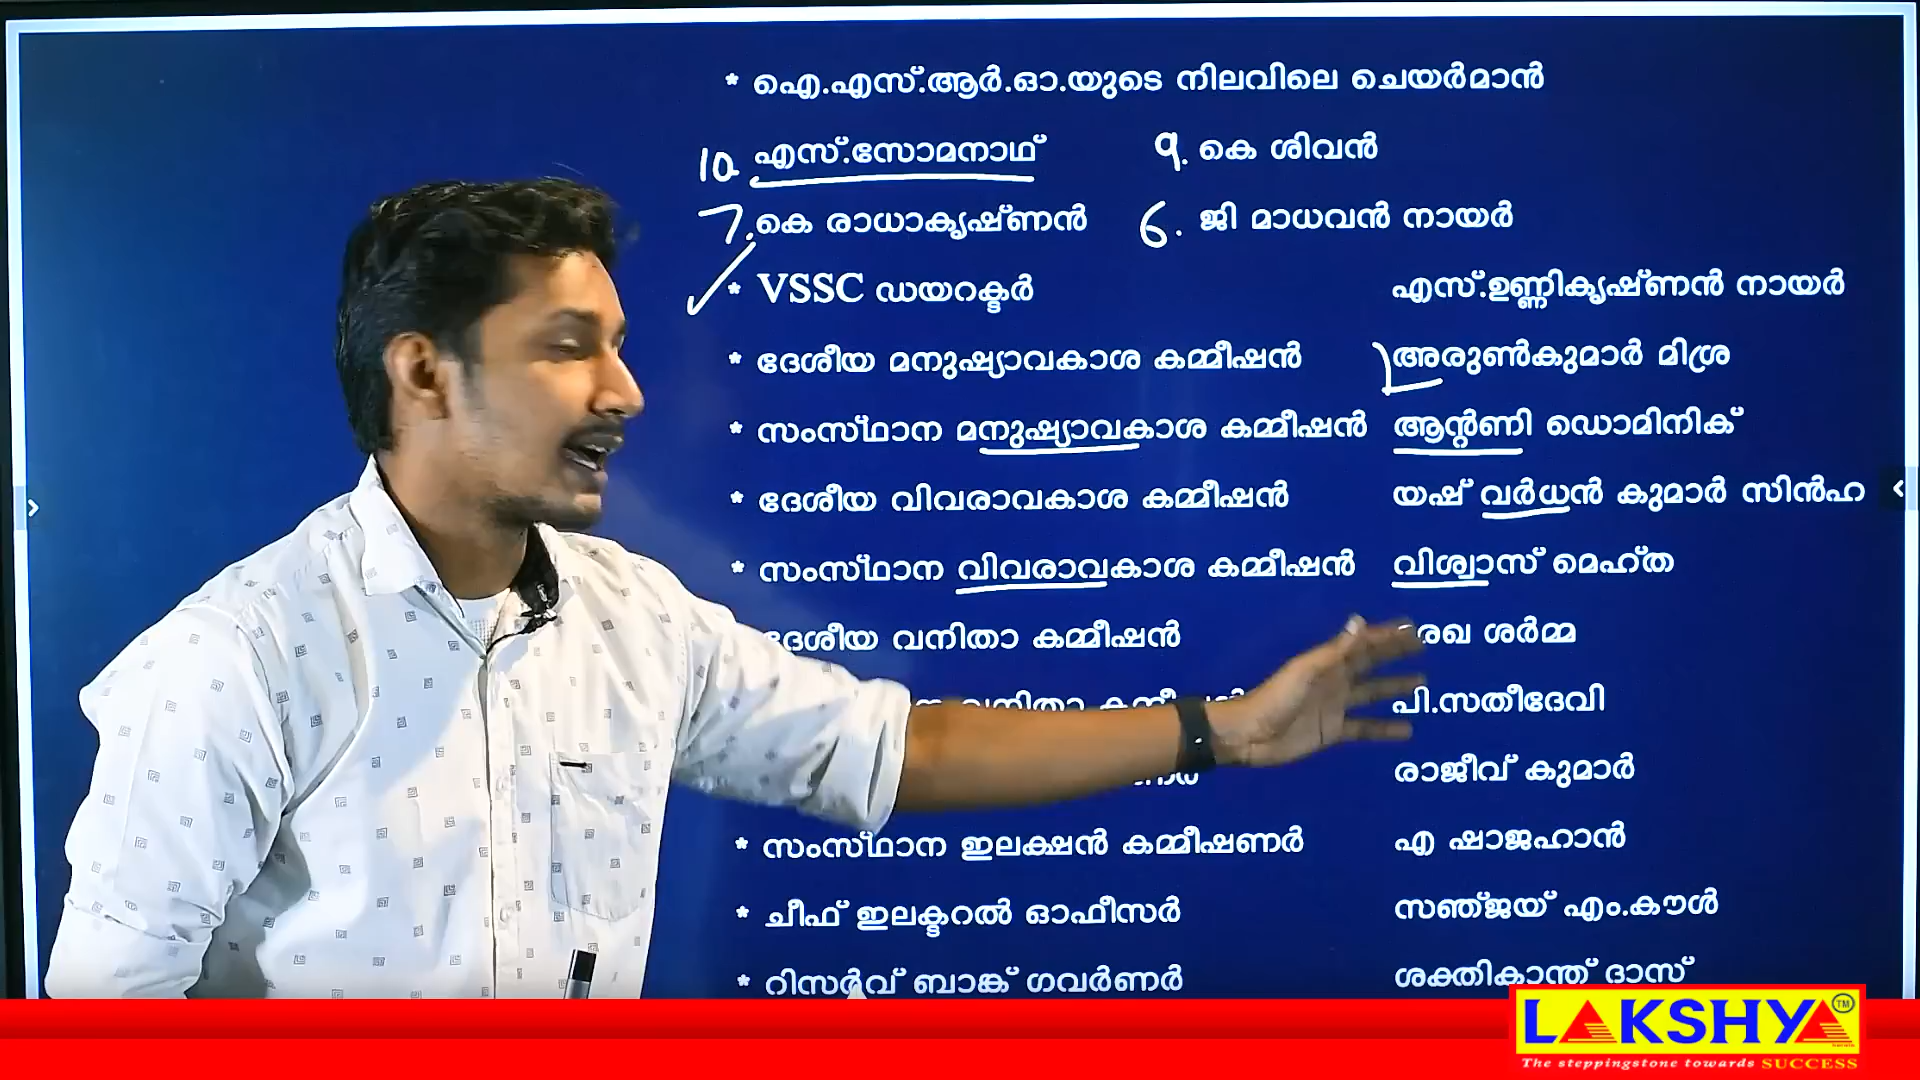 * ഐ.എസ്.ആർ.ഓ.യുടെ നിലവിലെ ചെയർമാൻ
10. എസ്.സോമനാഥ് 9. കെ ശിവൻ
7. കെ രാധാകൃഷ്ണൻ 6. ജി മാധവൻ നായർ
* VSSC ഡയറക്ടർ എസ്.ഉണ്ണികൃഷ്ണൻ നായർ
* ദേശീയ മനുഷ്യാവകാശ കമ്മീഷൻ അരുൺകുമാർ മിശ്ര
* സംസ്ഥാന മനുഷ്യാവകാശ കമ്മീഷൻ ആന്റണി ഡൊമിനിക്
* ദേശീയ വിവരാവകാശ കമ്മീഷൻ യഷ് വർധൻ കുമാർ സിൻഹ
* സംസ്ഥാന വിവരാവകാശ കമ്മീഷൻ വിശ്വാസ് മെഹ്ത
വനിതാ കമ്മീഷൻ ശർമ്മ
പി.സതീദേവി
രാജീവ് കുമാർ
* സംസ്ഥാന ഇലക്ഷൻ കമ്മീഷണർ എ ഷാജഹാൻ
* ചീഫ് ഇലക്ടറൽ ഓഫീസർ സഞ്ജയ് എം.കൗൾ
* റിസർവ് ബാങ്ക് ഗവർണർ ശക്തികാന്ത് ദാസ്
LAKSHYA TM
The steppingstone towards SUCCESS